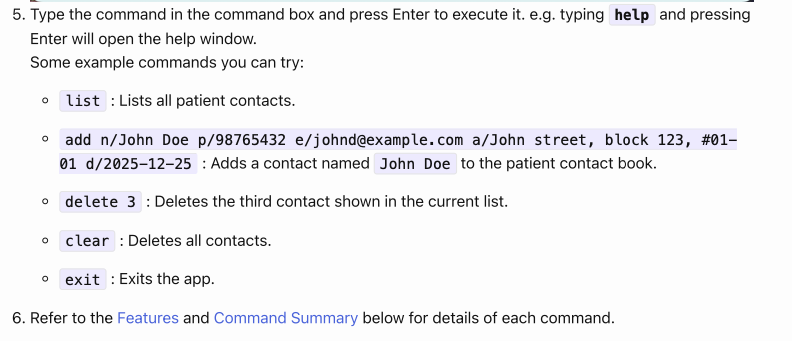 5. Type the command in the command box and press Enter to execute it. e.g. typing help and pressing
Enter will open the help window.
Some example commands you can try:
list : Lists all patient contacts.
add n/John Doe p/98765432 e/johnd@example.com a/John street, block 123, #01-
01 d/2025-12-25 : Adds a contact named John Doe to the patient contact book.
delete 3 : Deletes the third contact shown in the current list.
clear : Deletes all contacts.
exit : Exits the app.
6. Refer to the Features and Command Summary below for details of each command.